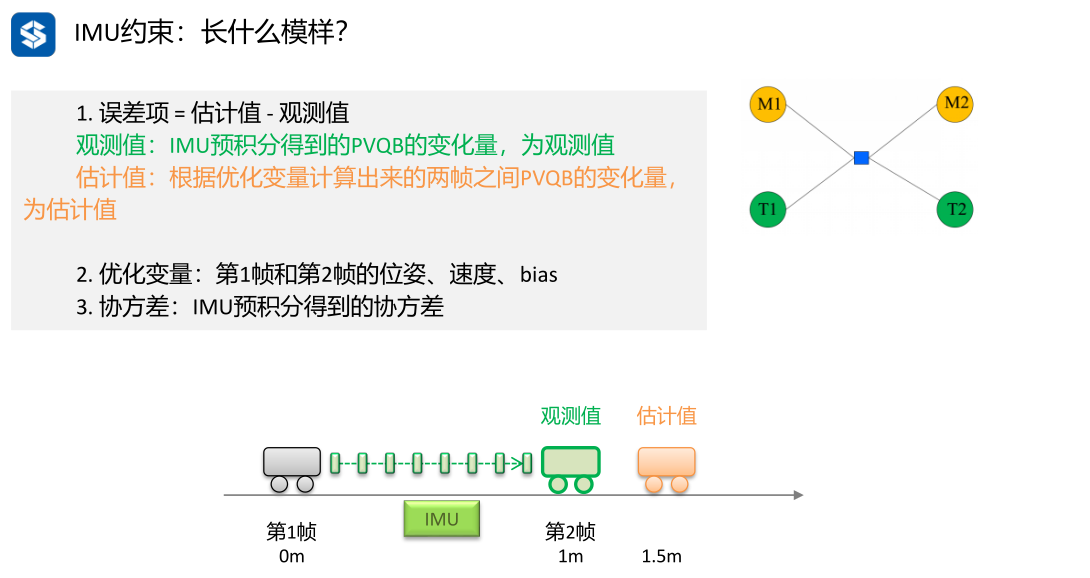 IMU约束：长什么模样？
1. 误差项 = 估计值 - 观测值
观测值：IMU预积分得到的PVQB的变化量，为观测值
估计值：根据优化变量计算出来的两帧之间PVQB的变化量，
为估计值
2. 优化变量：第1帧和第2帧的位姿、速度、bias
3. 协方差：IMU预积分得到的协方差
M1
M2
T1
T2
观测值
估计值
IMU
第1帧
第2帧
0m
1m
1.5m